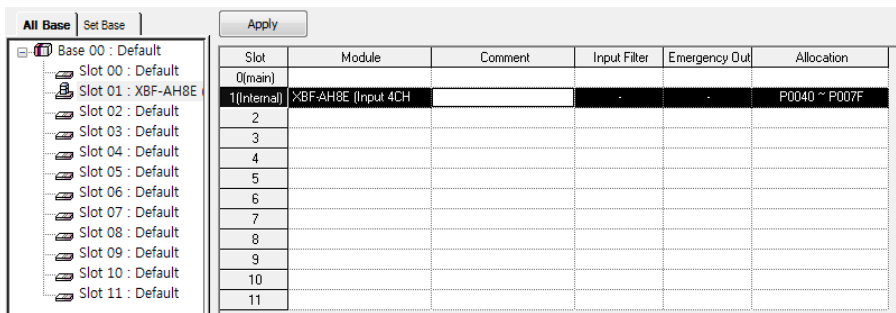 All Base Set Base Apply
Base 00 : Default
Slot 00 : Default
Slot 01 : XBF-AH8E (
Slot 02 : Default
Slot 03 : Default
Slot 04 : Default
Slot 05 : Default
Slot 06 : Default
Slot 07 : Default
Slot 08 : Default
Slot 09 : Default
Slot 10 : Default
Slot 11 : Default
Slot Module Comment Input Filter Emergency Out Allocation
0(main)
1(Internal) XBF-AH8E (Input 4CH - - P0040 ~ P007F
2
3
4
5
6
7
8
9
10
11